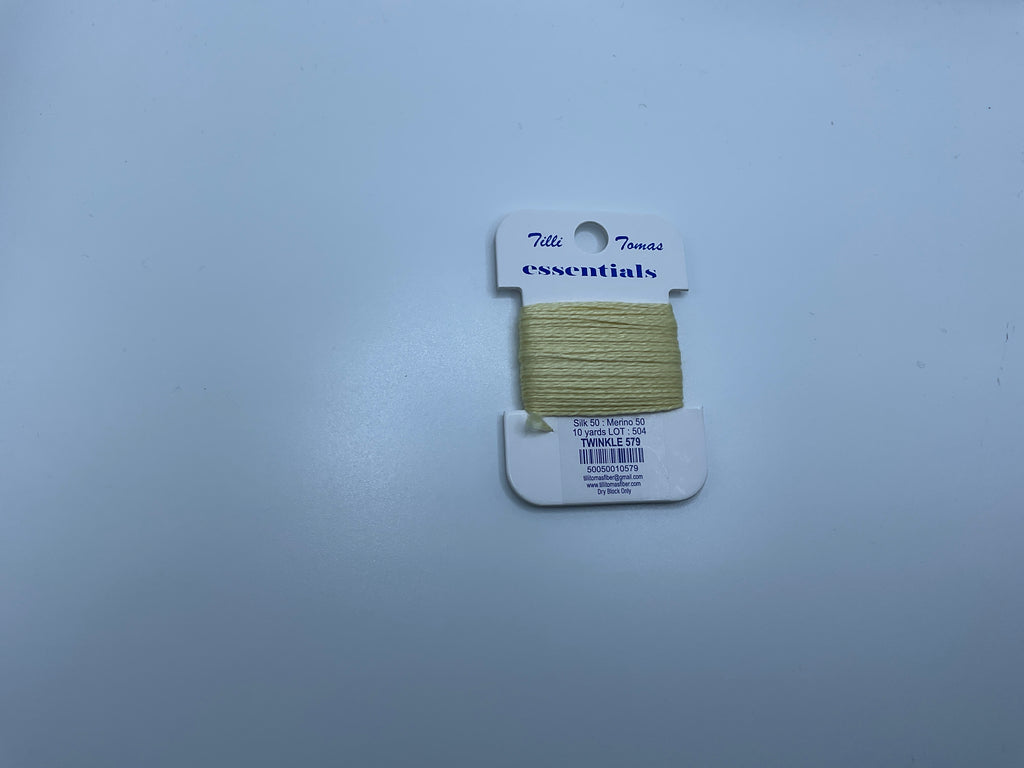 Tilli Tomas
essentials
Silk 50 : Merino 50
10 yards LOT : 504
TWINKLE 579
50050010579
tillitomasfiber@gmail.com
www.tillitomasfiber.com
Dry Block Only